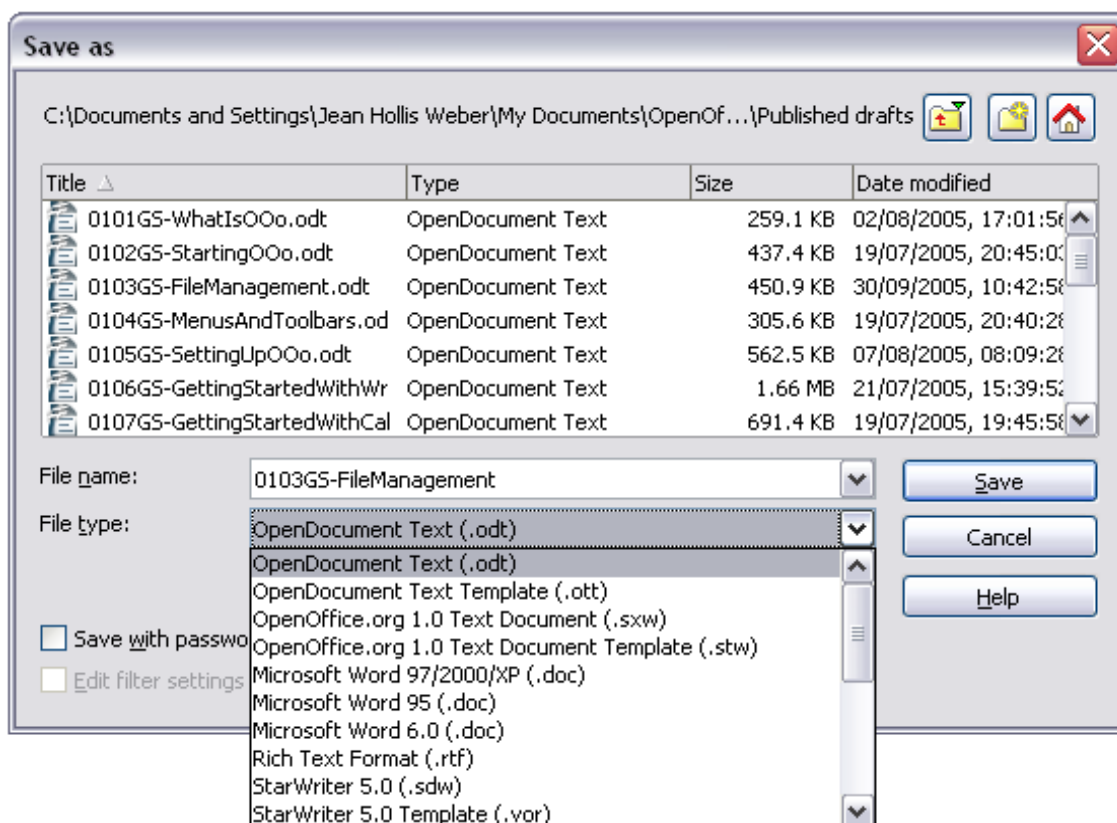 Save as
C:\Documents and Settings\Jean Hollis Weber\My Documents\OpenOf...\Published drafts
Title Type Size Date modified
0101GS-WhatIsOOo.odt OpenDocument Text 259.1 KB 02/08/2005, 17:01:56
0102GS-StartingOOo.odt OpenDocument Text 437.4 KB 19/07/2005, 20:45:03
0103GS-FileManagement.odt OpenDocument Text 450.9 KB 30/09/2005, 10:42:58
0104GS-MenusAndToolbars.od OpenDocument Text 305.6 KB 19/07/2005, 20:40:28
0105GS-SettingUpOOo.odt OpenDocument Text 562.5 KB 07/08/2005, 08:09:28
0106GS-GettingStartedWithWr OpenDocument Text 1.66 MB 21/07/2005, 15:39:52
0107GS-GettingStartedWithCal OpenDocument Text 691.4 KB 19/07/2005, 19:45:58
File name: 0103GS-FileManagement Save
File type: OpenDocument Text (.odt) Cancel
OpenDocument Text (.odt)
OpenDocument Text Template (.ott) Help
OpenOffice.org 1.0 Text Document (.sxw)
Save with passwo OpenOffice.org 1.0 Text Document Template (.stw)
Edit filter settings Microsoft Word 97/2000/XP (.doc)
Microsoft Word 95 (.doc)
Microsoft Word 6.0 (.doc)
Rich Text Format (.rtf)
StarWriter 5.0 (.sdw)
StarWriter 5.0 Template (.vor)